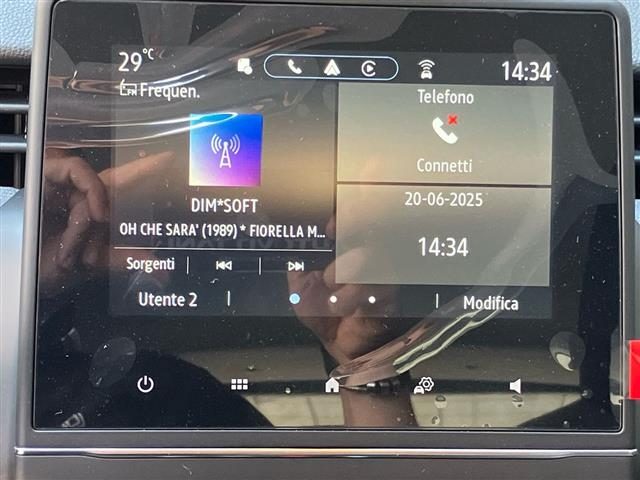 29°C
14:34
FM Frequen.
Telefono
Connetti
DIM*SOFT
OH CHE SARA' (1989) * FIORELLA M...
20-06-2025
14:34
Sorgenti
Utente 2
Modifica